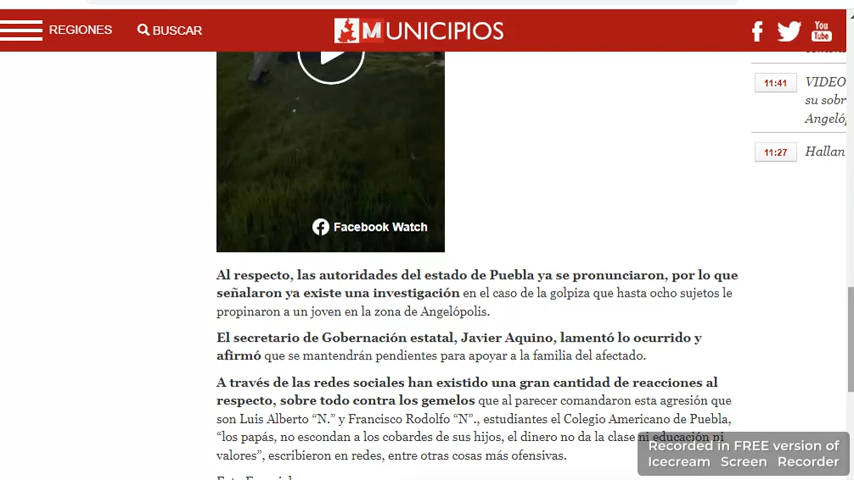 REGIONES
BUSCAR
MUNICIPIOS
You
Tube
11:41
VIDEO
su sobr
Angelóp
11:27
Hallan
Facebook Watch
Al respecto, las autoridades del estado de Puebla ya se pronunciaron, por lo que
señalaron ya existe una investigación en el caso de la golpiza que hasta ocho sujetos le
propinaron a un joven en la zona de Angelópolis.
El secretario de Gobernación estatal, Javier Aquino, lamentó lo ocurrido y
afirmó que se mantendrán pendientes para apoyar a la familia del afectado.
A través de las redes sociales han existido una gran cantidad de reacciones al
respecto, sobre todo contra los gemelos que al parecer comandaron esta agresión que
son Luis Alberto “N.” y Francisco Rodolfo “N”., estudiantes el Colegio Americano de Puebla,
“los papás, no escondan a los cobardes de sus hijos, el dinero no da la clase ni educación ni
valores”, escribieron en redes, entre otras cosas más ofensivas.
Recorded in FREE version of
Icecream Screen Recorder